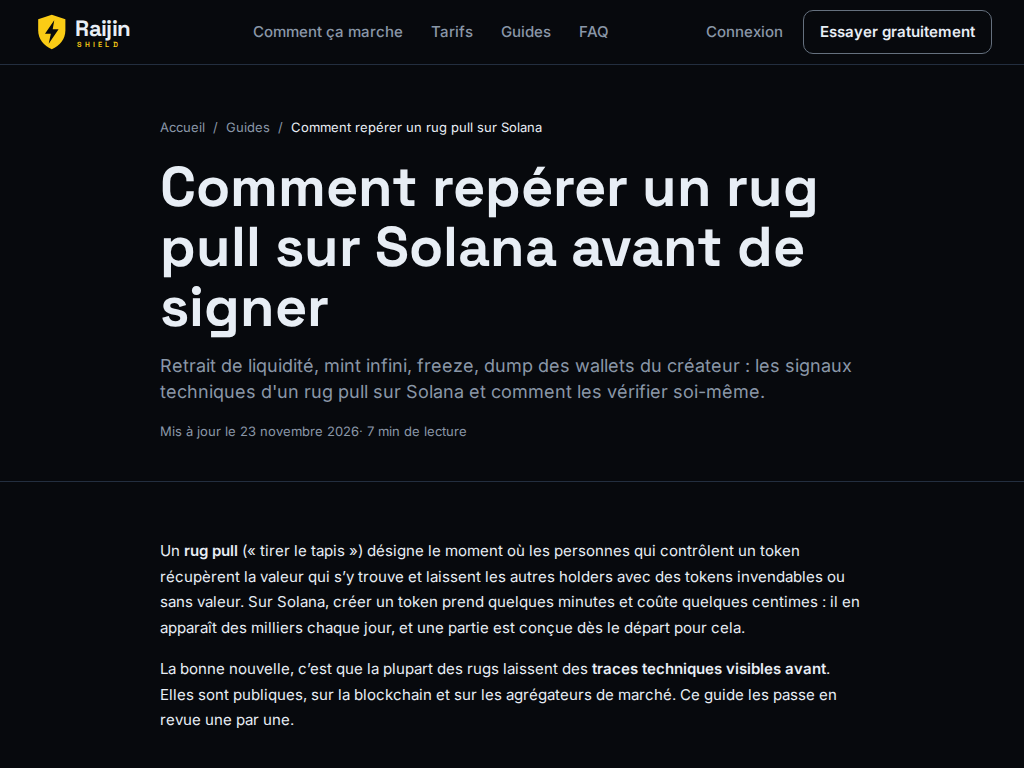 Raijin
SHIELD
Comment ça marche
Tarifs
Guides
FAQ
Connexion
Essayer gratuitement
Accueil / Guides / Comment repérer un rug pull sur Solana
Comment repérer un rug
pull sur Solana avant de
signer
Retrait de liquidité, mint infini, freeze, dump des wallets du créateur : les signaux
techniques d'un rug pull sur Solana et comment les vérifier soi-même.
Mis à jour le 23 novembre 2026· 7 min de lecture
Un rug pull (« tirer le tapis ») désigne le moment où les personnes qui contrôlent un token
récupèrent la valeur qui s’y trouve et laissent les autres holders avec des tokens invendables ou
sans valeur. Sur Solana, créer un token prend quelques minutes et coûte quelques centimes : il en
apparaît des milliers chaque jour, et une partie est conçue dès le départ pour cela.
La bonne nouvelle, c’est que la plupart des rugs laissent des traces techniques visibles avant.
Elles sont publiques, sur la blockchain et sur les agrégateurs de marché. Ce guide les passe en
revue une par une.